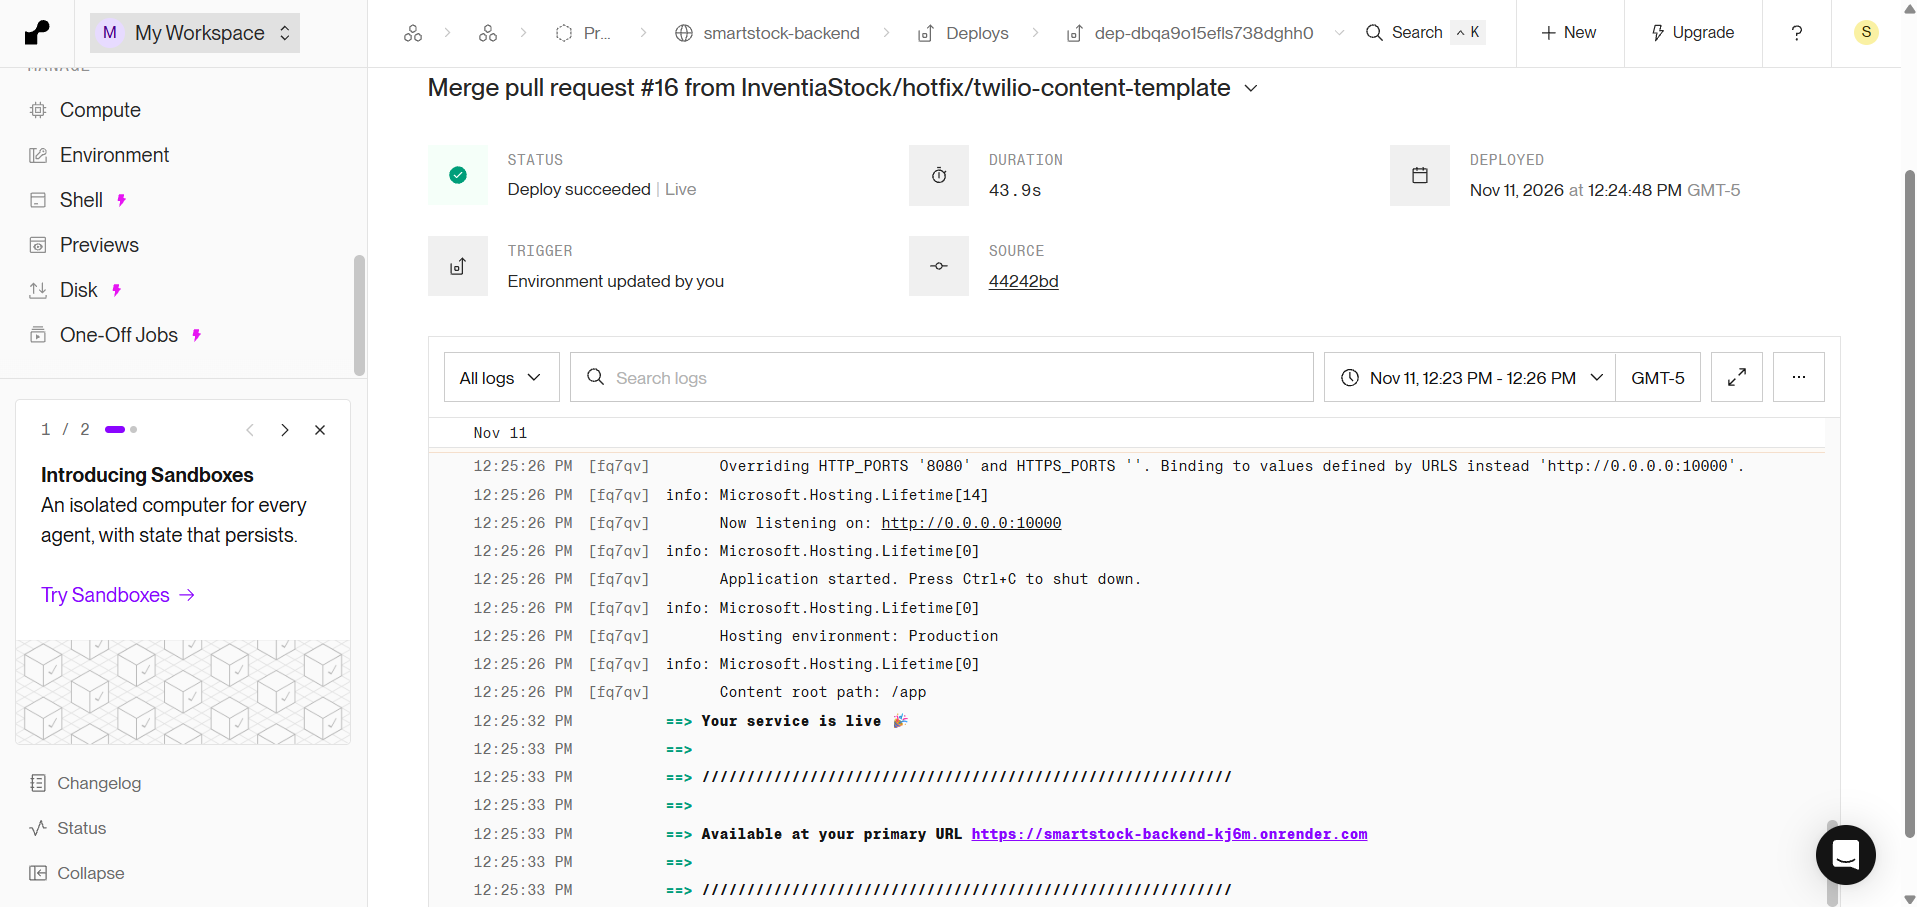 M My Workspace
Pr...
smartstock-backend
Deploys
dep-dbqa9o15efls738dghh0
Search ^ K
New
Upgrade
?
S
MANAGE
Compute
Environment
Shell
Previews
Disk
One-Off Jobs
1 / 2
Introducing Sandboxes
An isolated computer for every
agent, with state that persists.
Try Sandboxes →
Changelog
Status
Collapse
Merge pull request #16 from InventiaStock/hotfix/twilio-content-template
STATUS
Deploy succeeded | Live
DURATION
43.9s
DEPLOYED
Nov 11, 2026 at 12:24:48 PM GMT-5
TRIGGER
Environment updated by you
SOURCE
44242bd
All logs
Search logs
Nov 11, 12:23 PM - 12:26 PM
GMT-5
...
Nov 11
12:25:26 PM [fq7qv] Overriding HTTP_PORTS '8080' and HTTPS_PORTS ''. Binding to values defined by URLS instead 'http://0.0.0.0:10000'.
12:25:26 PM [fq7qv] info: Microsoft.Hosting.Lifetime[14]
12:25:26 PM [fq7qv] Now listening on: http://0.0.0.0:10000
12:25:26 PM [fq7qv] info: Microsoft.Hosting.Lifetime[0]
12:25:26 PM [fq7qv] Application started. Press Ctrl+C to shut down.
12:25:26 PM [fq7qv] info: Microsoft.Hosting.Lifetime[0]
12:25:26 PM [fq7qv] Hosting environment: Production
12:25:26 PM [fq7qv] info: Microsoft.Hosting.Lifetime[0]
12:25:26 PM [fq7qv] Content root path: /app
12:25:32 PM ==> Your service is live 🎉
12:25:33 PM ==>
12:25:33 PM ==> ///////////////////////////////////////////////////////////
12:25:33 PM ==>
12:25:33 PM ==> Available at your primary URL https://smartstock-backend-kj6m.onrender.com
12:25:33 PM ==>
12:25:33 PM ==> ///////////////////////////////////////////////////////////